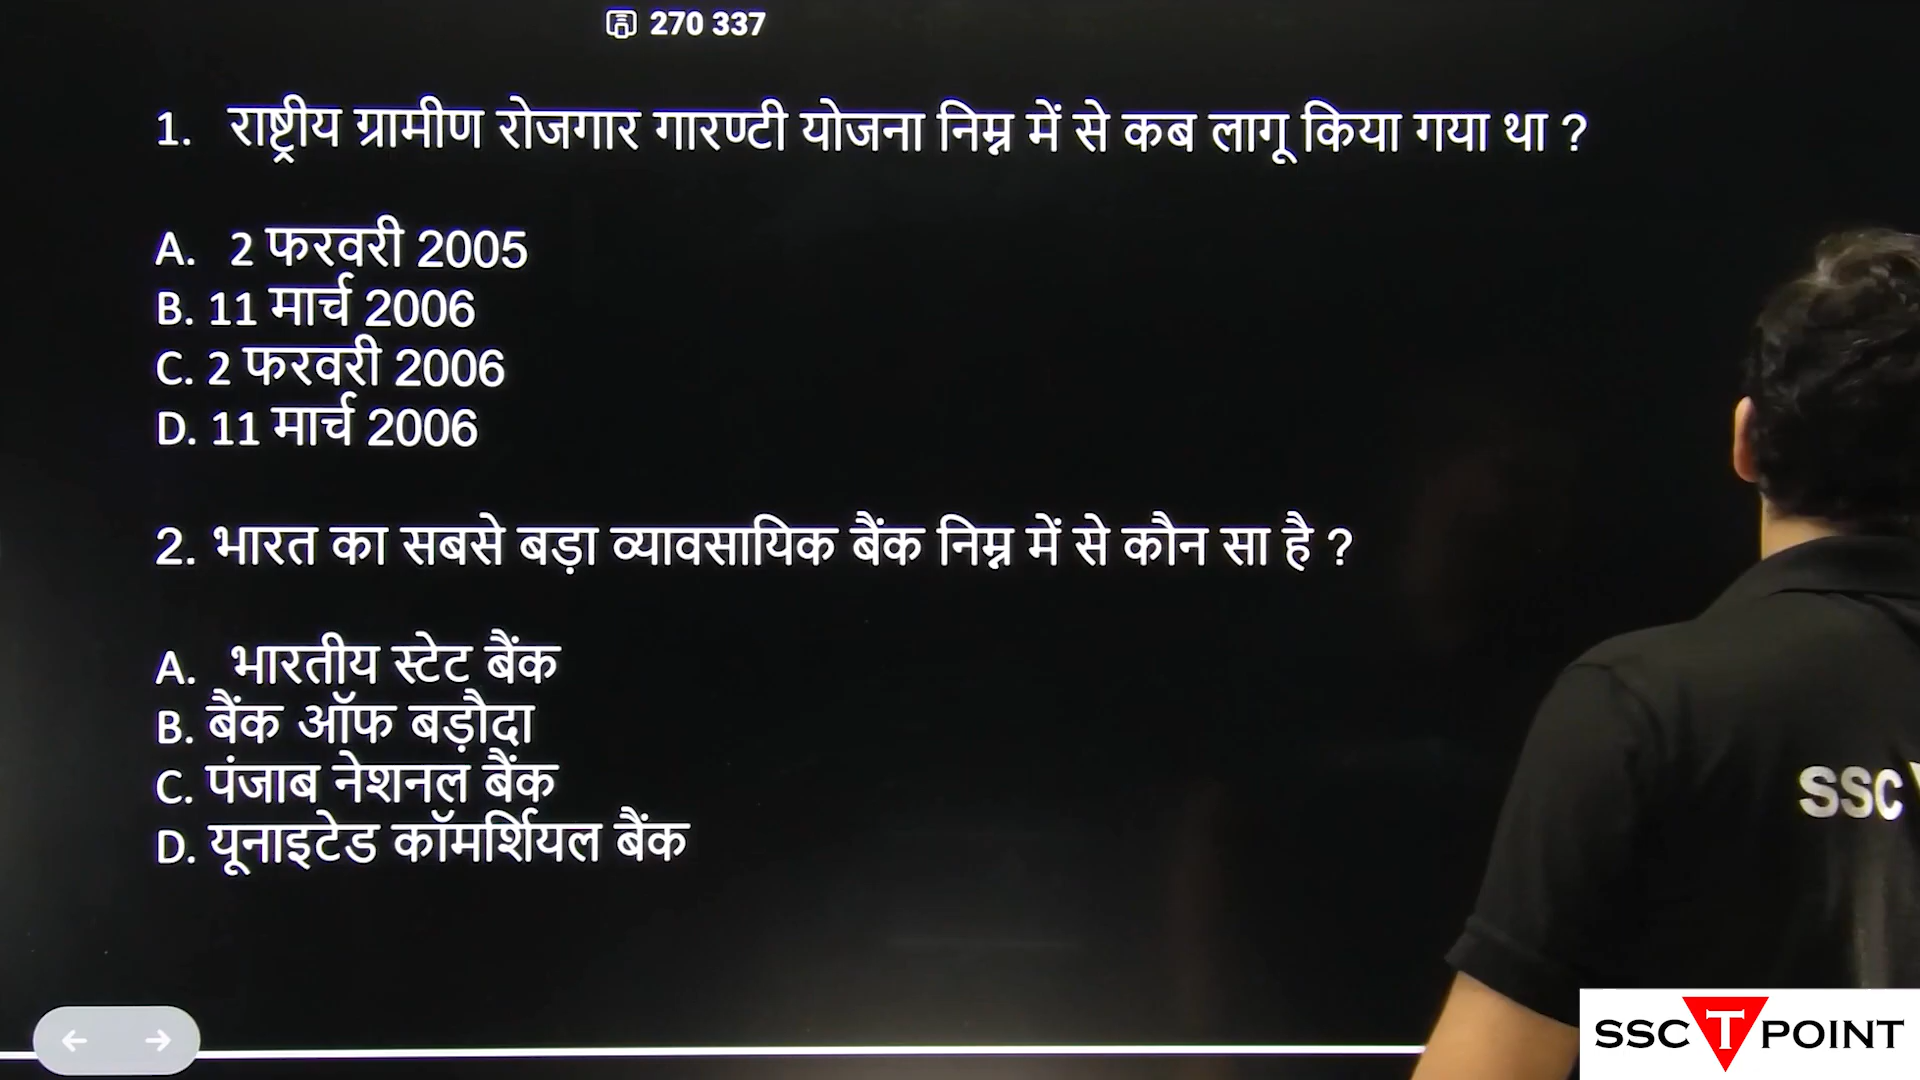 270 337
1. राष्ट्रीय ग्रामीण रोजगार गारण्टी योजना निम्न में से कब लागू किया गया था ?
A. 2 फरवरी 2005
B. 11 मार्च 2006
C. 2 फरवरी 2006
D. 11 मार्च 2006
2. भारत का सबसे बड़ा व्यावसायिक बैंक निम्न में से कौन सा है ?
A. भारतीय स्टेट बैंक
B. बैंक ऑफ बड़ौदा
C. पंजाब नेशनल बैंक
D. यूनाइटेड कॉमर्शियल बैंक
SSC
SSC T POINT